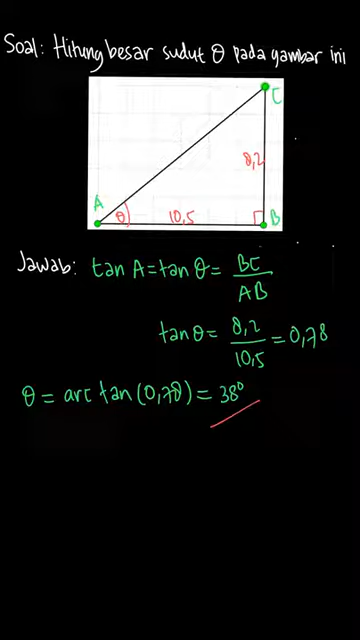 Soal: Hitung besar sudut θ pada gambar ini
C
8,2
A
θ
10,5
B
Jawab: tan A = tan θ = BC/AB
tan θ = 8,2/10,5 = 0,78
θ = arc tan (0,78) = 38°